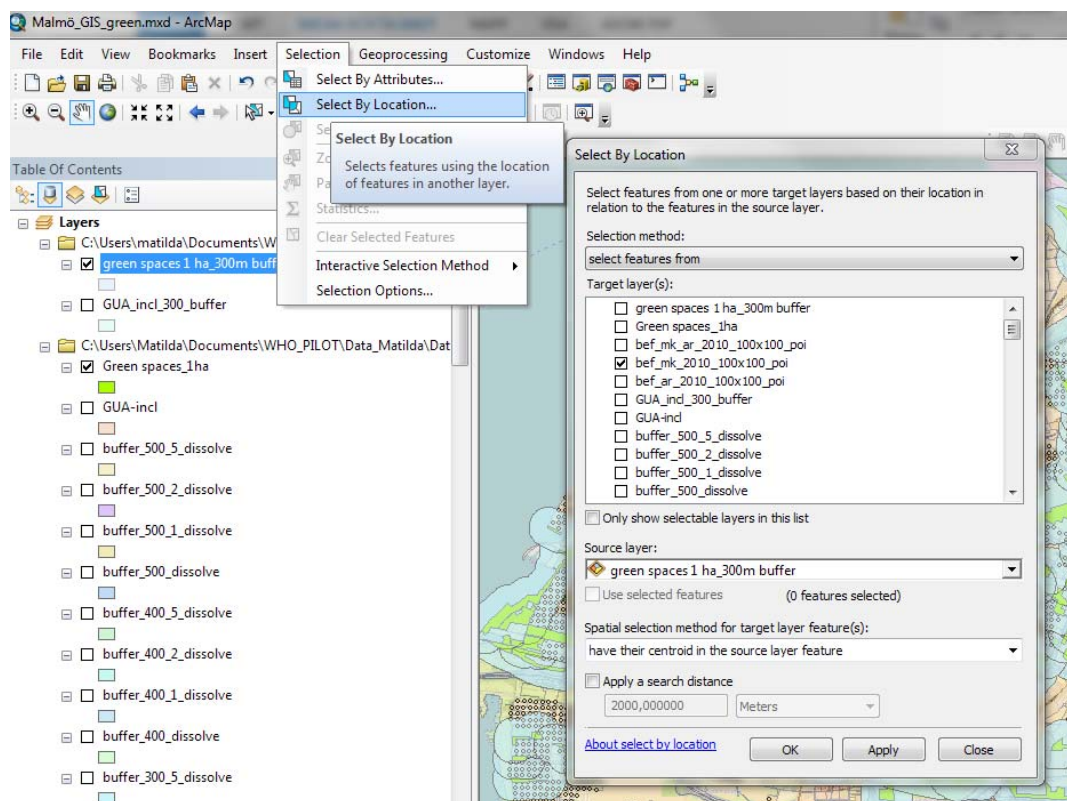 Malmö_GIS_green.mxd - ArcMap
File Edit View Bookmarks Insert Selection Geoprocessing Customize Windows Help
Select By Attributes...
Select By Location...
Select By Location
Selects features using the location
of features in another layer.
Statistics...
Clear Selected Features
Interactive Selection Method
Selection Options...
Table Of Contents
Layers
C:\Users\matilda\Documents\W
green spaces 1 ha_300m buff
GUA_incl_300_buffer
C:\Users\Matilda\Documents\WHO_PILOT\Data_Matilda\Dat
Green spaces_1ha
GUA-incl
buffer_500_5_dissolve
buffer_500_2_dissolve
buffer_500_1_dissolve
buffer_500_dissolve
buffer_400_5_dissolve
buffer_400_2_dissolve
buffer_400_1_dissolve
buffer_400_dissolve
buffer_300_5_dissolve
Select By Location
Select features from one or more target layers based on their location in
relation to the features in the source layer.
Selection method:
select features from
Target layer(s):
green spaces 1 ha_300m buffer
Green spaces_1ha
bef_mk_ar_2010_100x100_poi
bef_mk_2010_100x100_poi
bef_ar_2010_100x100_poi
GUA_incl_300_buffer
GUA-incl
buffer_500_5_dissolve
buffer_500_2_dissolve
buffer_500_1_dissolve
buffer_500_dissolve
Only show selectable layers in this list
Source layer:
green spaces 1 ha_300m buffer
Use selected features (0 features selected)
Spatial selection method for target layer feature(s):
have their centroid in the source layer feature
Apply a search distance
2000,000000 Meters
About select by location OK Apply Close